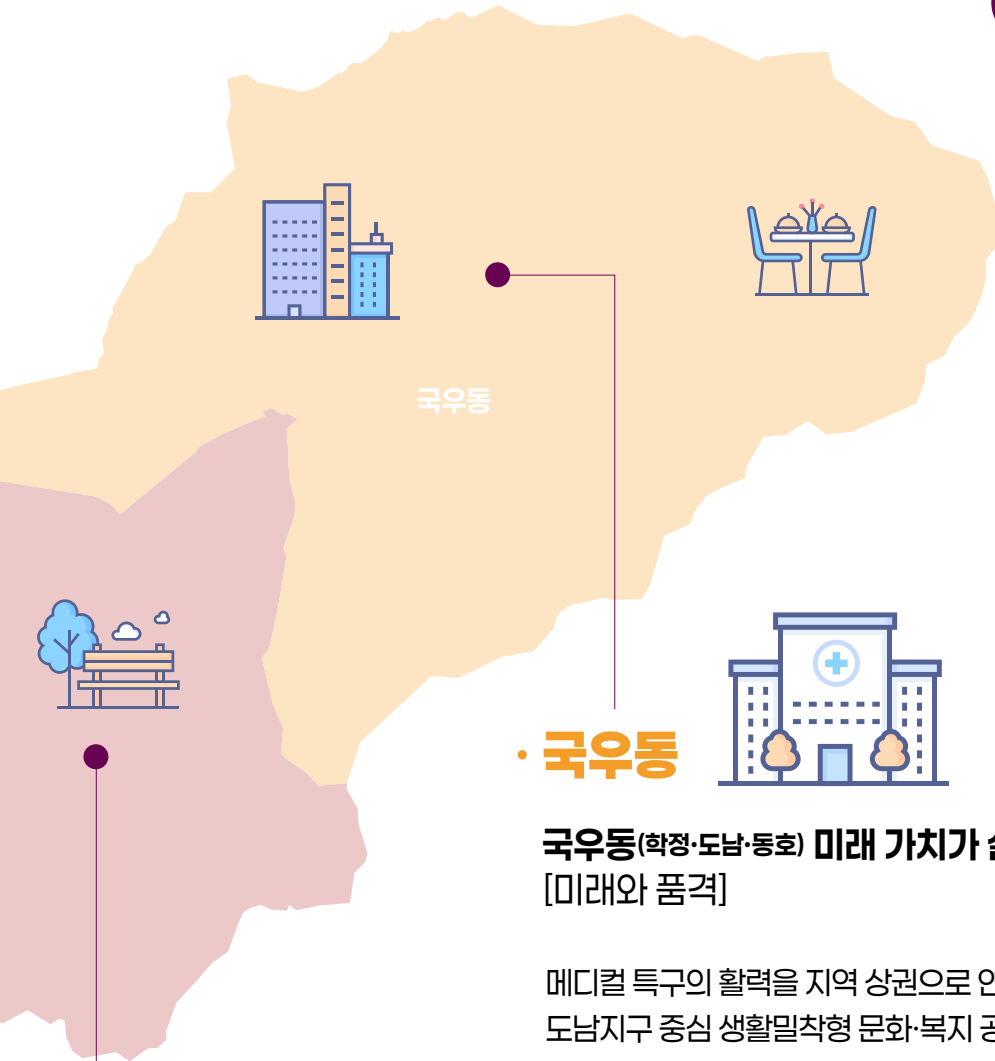 국우동
· 국우동
국우동(학정·도남·동호) 미래 가치가
[미래와 품격]
메디컬 특구의 활력을 지역 상권으로
도남지구 중심 생활밀착형 문화·복지